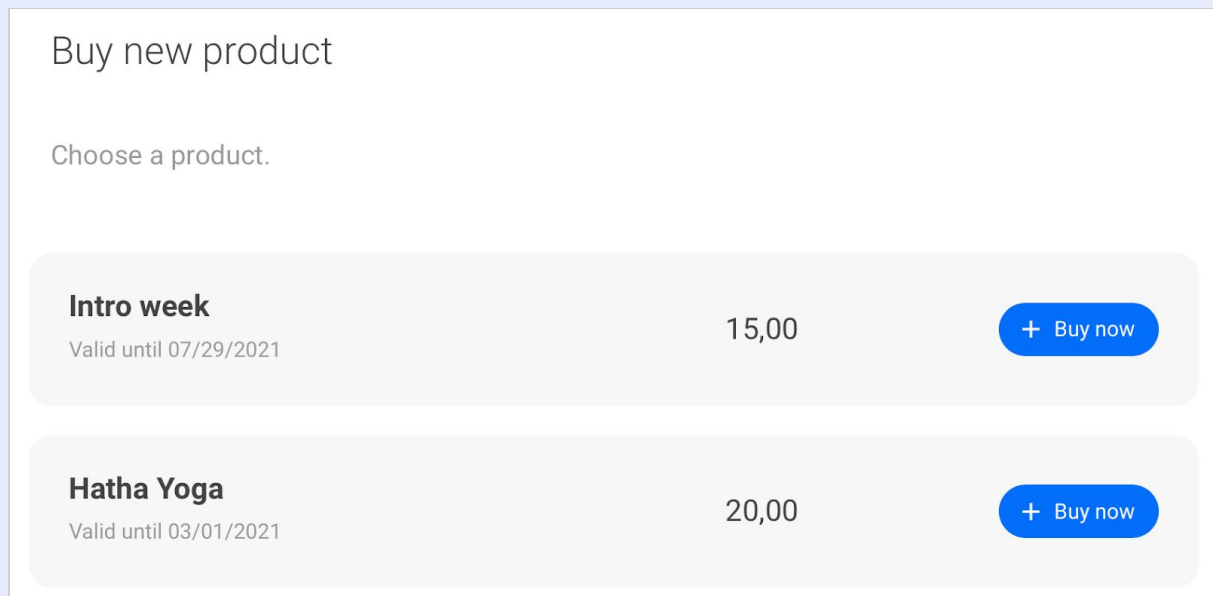 Buy new product
Choose a product.
Intro week
Valid until 07/29/2021
15,00
+ Buy now
Hatha Yoga
Valid until 03/01/2021
20,00
+ Buy now